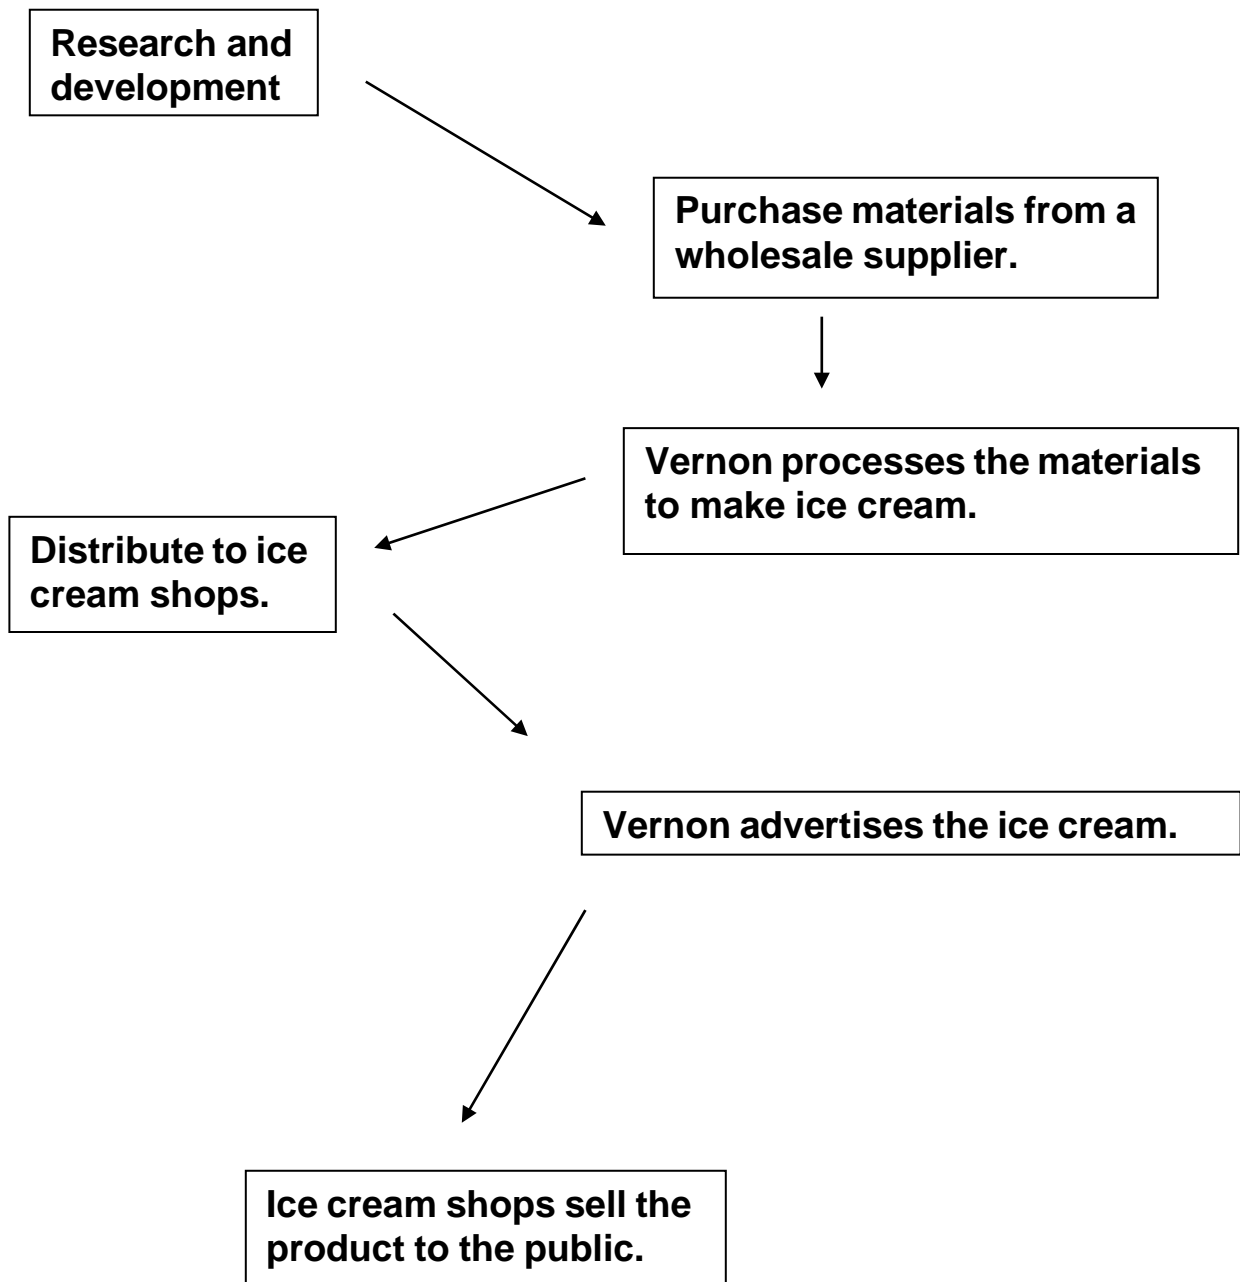 Research and
development
Purchase materials from a
wholesale supplier.
Vernon processes the materials
to make ice cream.
Distribute to ice
cream shops.
Vernon advertises the ice cream.
Ice cream shops sell the
product to the public.